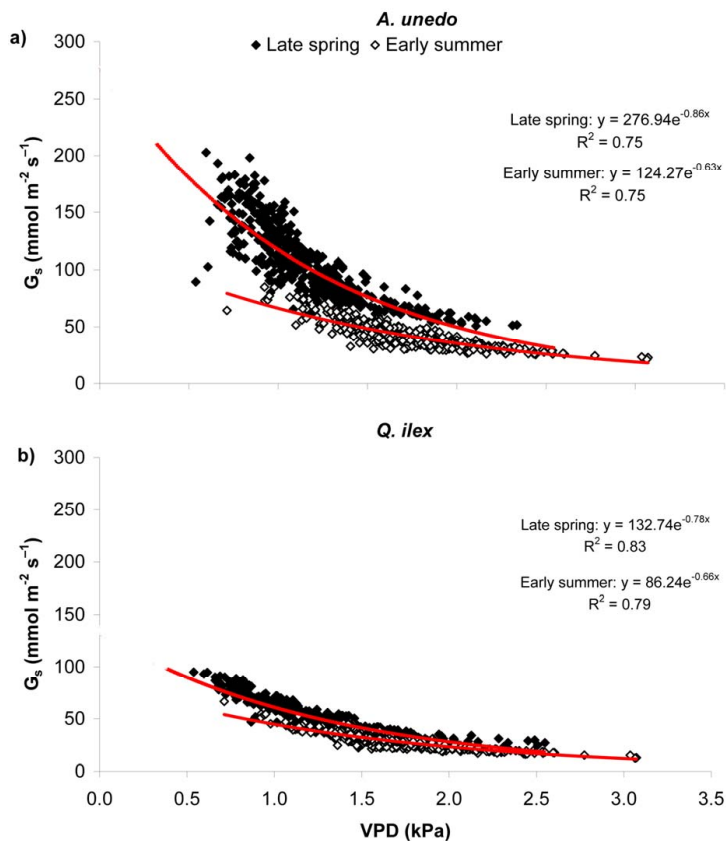 A. unedo
a)
◆ Late spring ◇ Early summer
300
250
200
150
100
50
0
Gs (mmol m-2 s-1)
Late spring: y = 276.94e-0.86x
R2 = 0.75
Early summer: y = 124.27e-0.63x
R2 = 0.75
Q. ilex
b)
300
250
200
150
100
50
0
Gs (mmol m-2 s-1)
Late spring: y = 132.74e-0.78x
R2 = 0.83
Early summer: y = 86.24e-0.66x
R2 = 0.79
0.0 0.5 1.0 1.5 2.0 2.5 3.0 3.5
VPD (kPa)